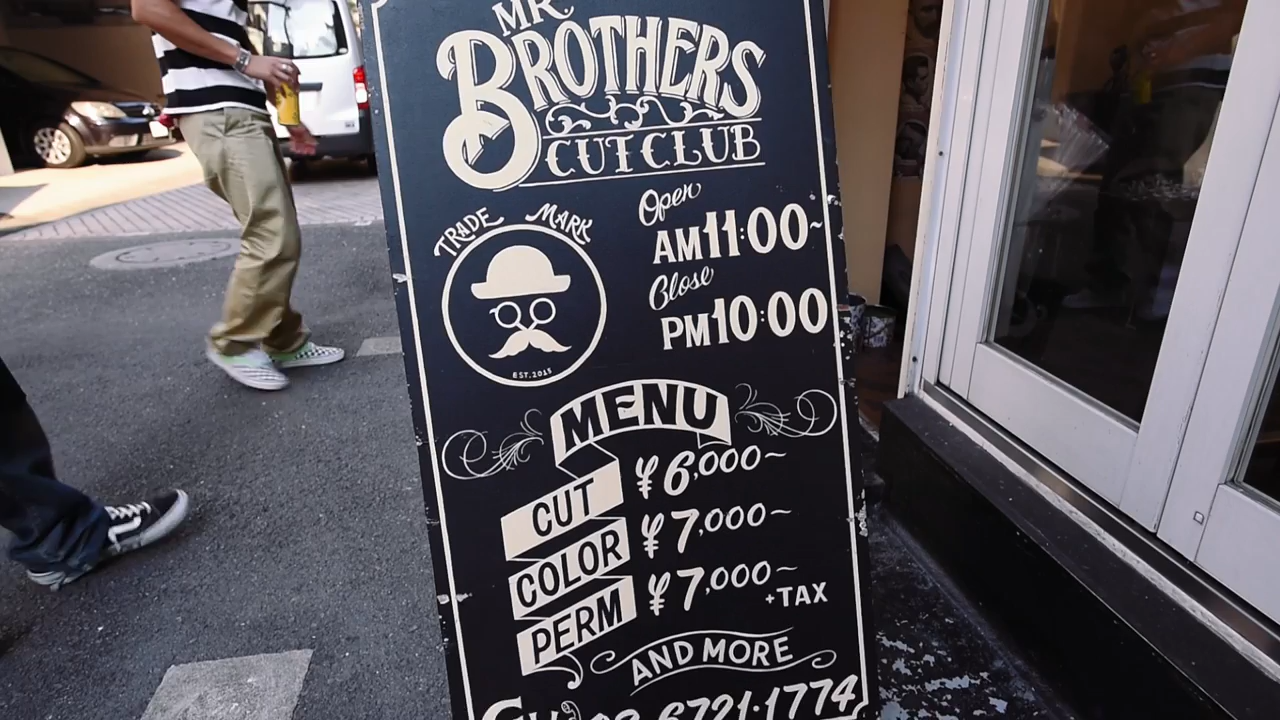 MR
BROTHERS
CUT CLUB
Open
AM11:00~
Close
PM10:00
TRADE MARK
EST. 2015
MENU
CUT ¥6,000~
COLOR ¥7,000~
PERM ¥7,000~
+TAX
AND MORE
6721·1774